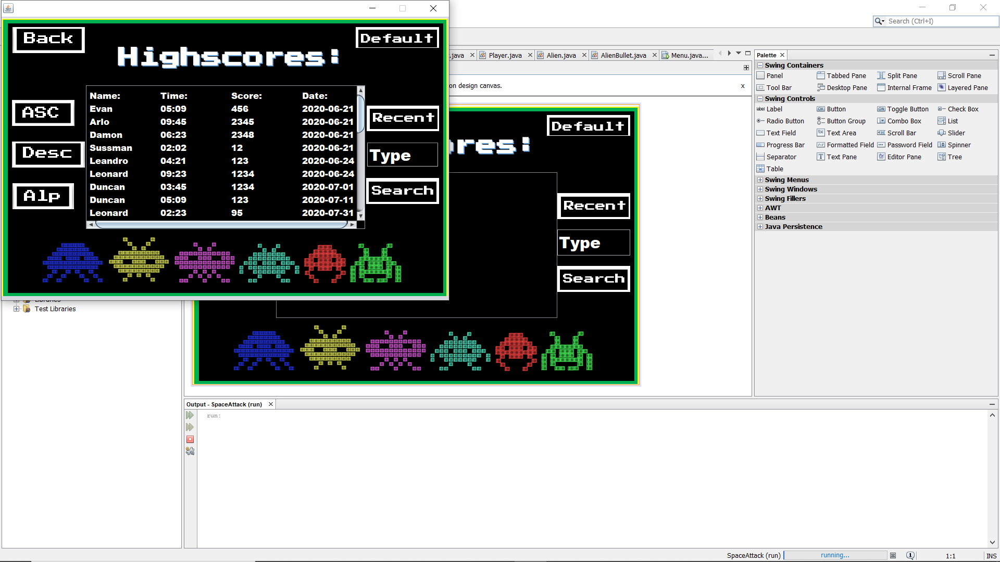 Back
Default
Highscores:
ASC
Desc
Alp
Name: Time: Score: Date:
Evan 05:09 456 2020-06-21
Arlo 09:45 2345 2020-06-21
Damon 06:23 2348 2020-06-21
Sussman 02:02 12 2020-06-21
Leandro 04:21 123 2020-06-24
Leonard 09:23 1234 2020-06-24
Duncan 03:45 1234 2020-07-01
Duncan 05:09 123 2020-07-11
Leonard 02:23 95 2020-07-31
Recent
Type
Search
Search (Ctrl+I)
.java Player.java Alien.java AlienBullet.java Menu.java...
on design canvas. x
Default
ores:
Recent
Type
Search
Libraries
Test Libraries
Palette
Swing Containers
Panel Tabbed Pane Split Pane Scroll Pane
Tool Bar Desktop Pane Internal Frame Layered Pane
Swing Controls
label Label OK Button ON Toggle Button Check Box
Radio Button Button Group Combo Box List
Text Field Text Area Scroll Bar Slider
Progress Bar Formatted Field Password Field Spinner
Separator T Text Pane Editor Pane Tree
Table
Swing Menus
Swing Windows
Swing Fillers
AWT
Beans
Java Persistence
Output - SpaceAttack (run)
run:
SpaceAttack (run) running... 1 1:1 INS